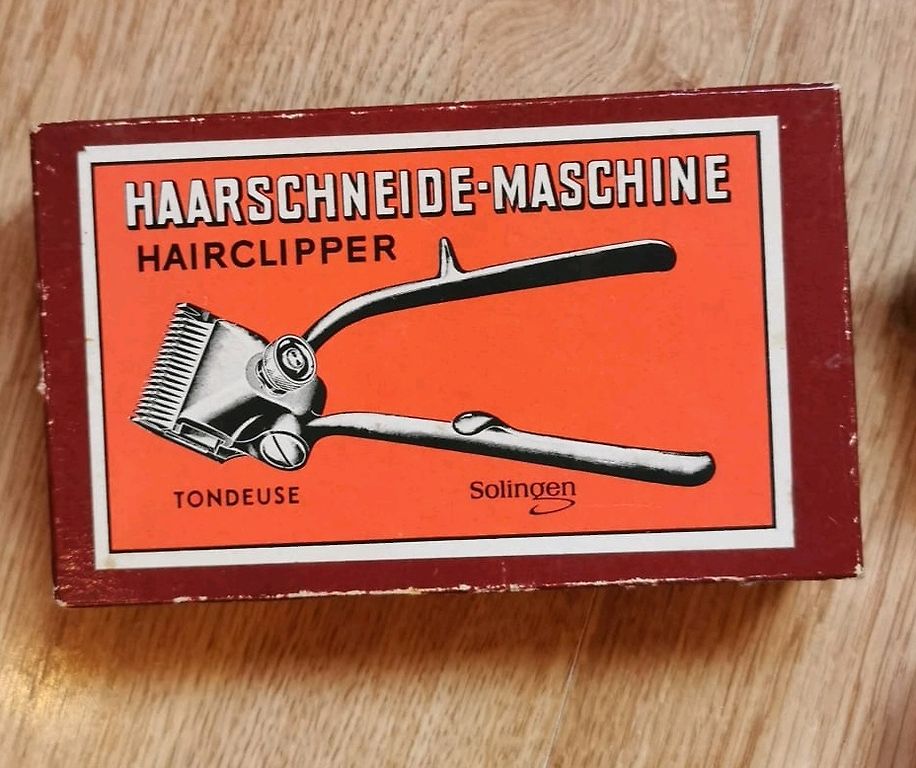 HAARSCHNEIDE-MASCHINE
HAIRCLIPPER
TONDEUSE
Solingen